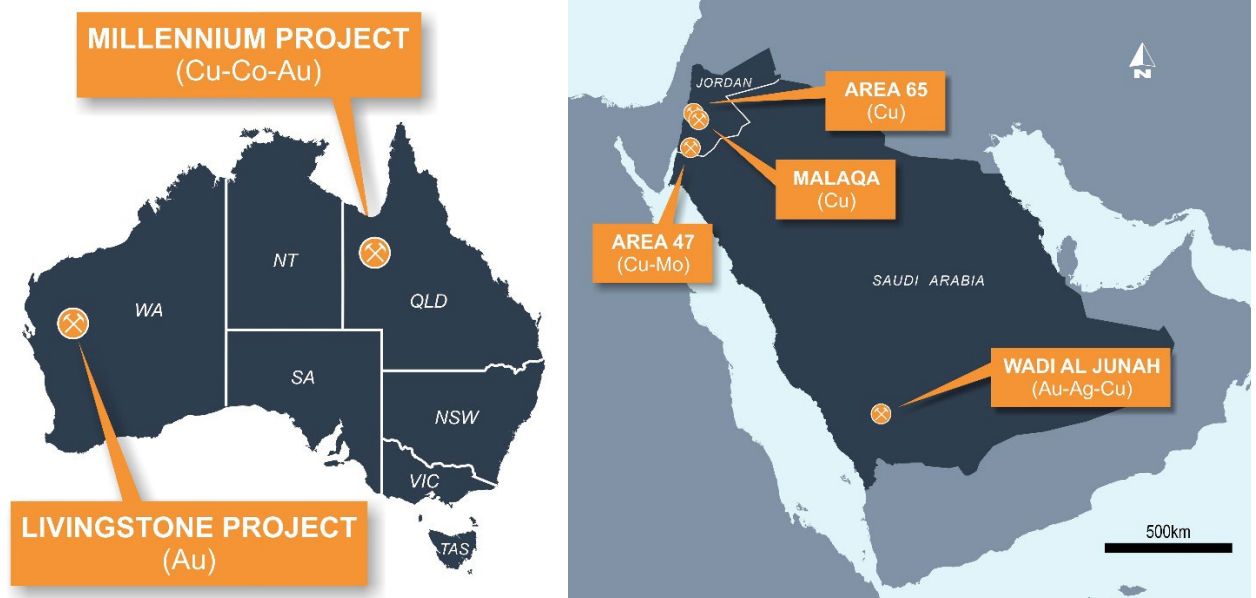 MILLENNIUM PROJECT
(Cu-Co-Au)
NT
WA
QLD
SA
NSW
VIC
LIVINGSTONE PROJECT
(Au)
TAS
JORDAN
N
AREA 65
(Cu)
MALAQA
(Cu)
AREA 47
(Cu-Mo)
SAUDI ARABIA
WADI AL JUNAH
(Au-Ag-Cu)
500km